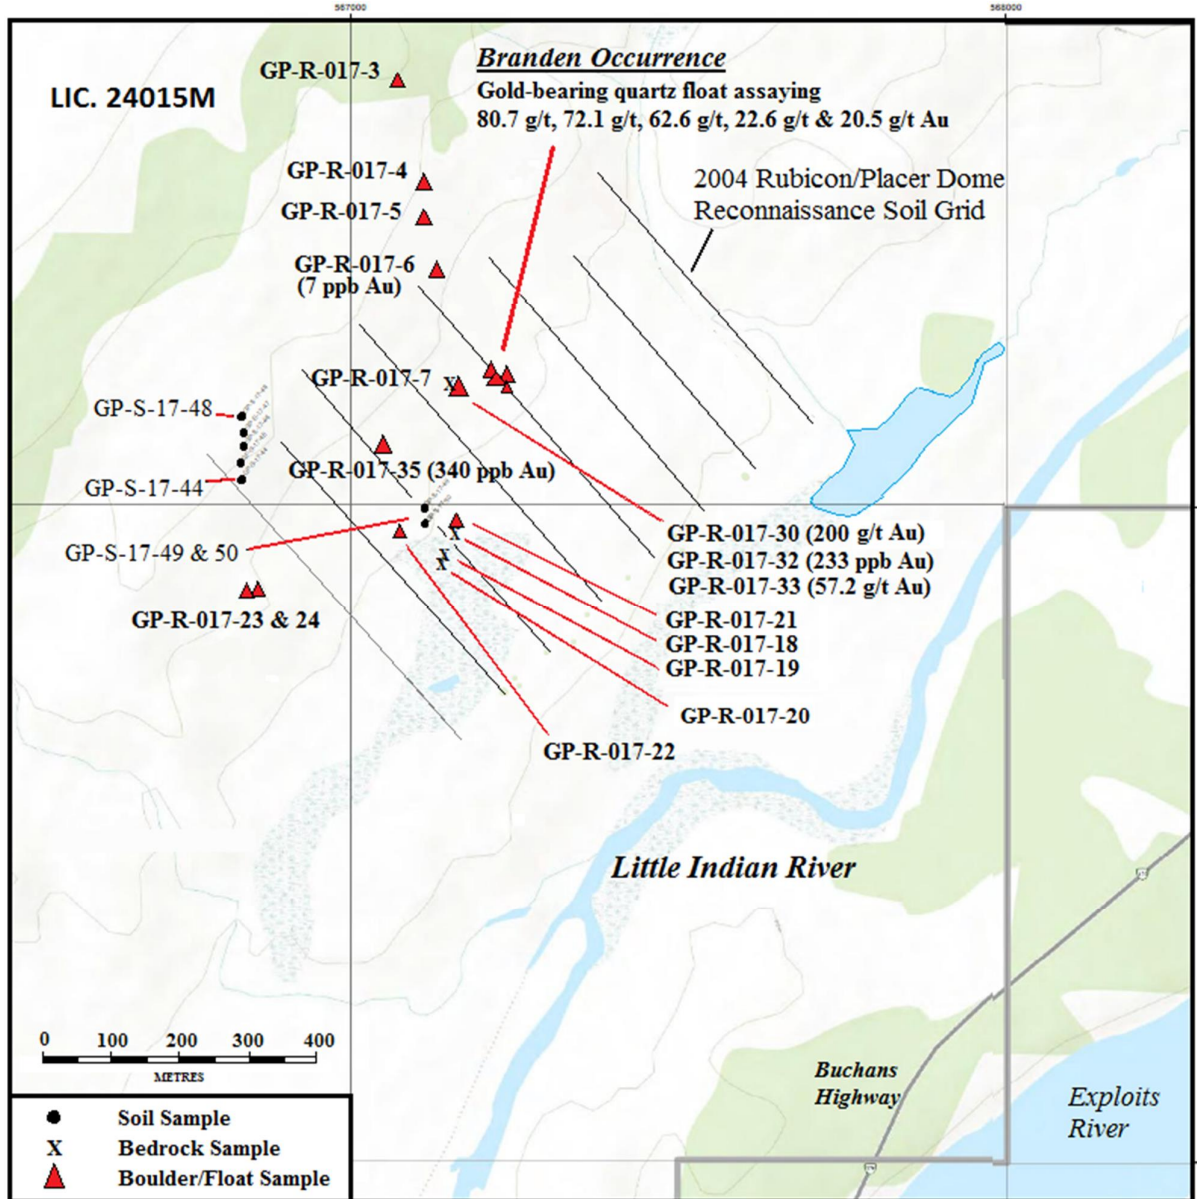 567000
568000
LIC. 24015M
GP-R-017-3
Branden Occurrence
Gold-bearing quartz float assaying
80.7 g/t, 72.1 g/t, 62.6 g/t, 22.6 g/t & 20.5 g/t Au
GP-R-017-4
GP-R-017-5
GP-R-017-6
(7 ppb Au)
2004 Rubicon/Placer Dome
Reconnaissance Soil Grid
GP-R-017-7
X
GP-S-17-48
GP-S-17-44
GP-R-017-35 (340 ppb Au)
GP-S-17-49 & 50
X
X
X
GP-R-017-23 & 24
GP-R-017-30 (200 g/t Au)
GP-R-017-32 (233 ppb Au)
GP-R-017-33 (57.2 g/t Au)
GP-R-017-21
GP-R-017-18
GP-R-017-19
GP-R-017-20
GP-R-017-22
Little Indian River
Buchans
Highway
Exploits
River
0 100 200 300 400
METRES
Soil Sample
X Bedrock Sample
Boulder/Float Sample